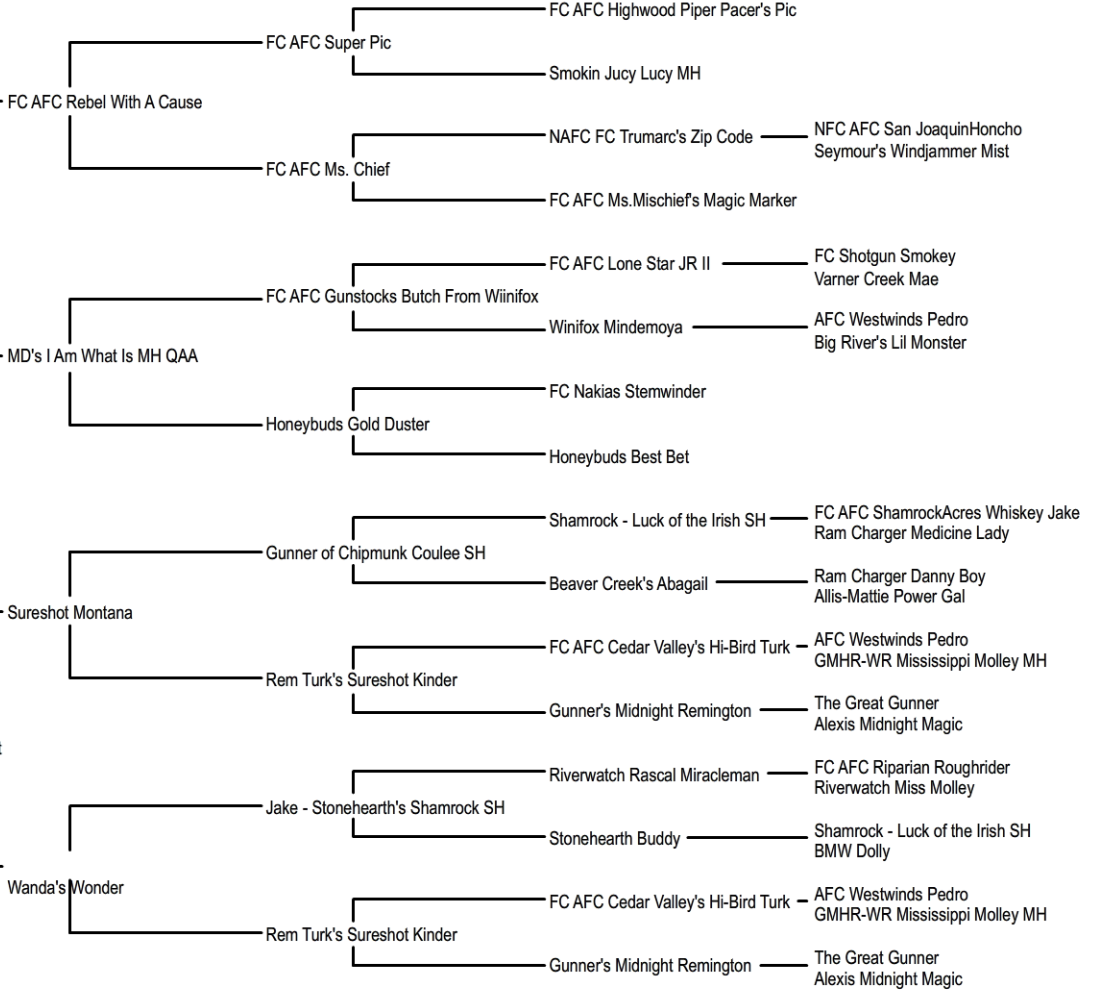 FC AFC Highwood Piper Pacer's Pic
FC AFC Super Pic
Smokin Jucy Lucy MH
FC AFC Rebel With A Cause
NAFC FC Trumarc's Zip Code
NFC AFC San JoaquinHoncho
Seymour's Windjammer Mist
FC AFC Ms. Chief
FC AFC Ms.Mischief's Magic Marker
FC AFC Lone Star JR II
FC Shotgun Smokey
Varner Creek Mae
FC AFC Gunstocks Butch From Wiinifox
Winifox Mindemoya
AFC Westwinds Pedro
Big River's Lil Monster
MD's I Am What Is MH QAA
FC Nakias Stemwinder
Honeybuds Gold Duster
Honeybuds Best Bet
Shamrock - Luck of the Irish SH
FC AFC ShamrockAcres Whiskey Jake
Ram Charger Medicine Lady
Gunner of Chipmunk Coulee SH
Beaver Creek's Abagail
Ram Charger Danny Boy
Allis-Mattie Power Gal
Sureshot Montana
FC AFC Cedar Valley's Hi-Bird Turk
AFC Westwinds Pedro
GMHR-WR Mississippi Molley MH
Rem Turk's Sureshot Kinder
Gunner's Midnight Remington
The Great Gunner
Alexis Midnight Magic
Riverwatch Rascal Miracleman
FC AFC Riparian Roughrider
Riverwatch Miss Molley
Jake - Stonehearth's Shamrock SH
Stonehearth Buddy
Shamrock - Luck of the Irish SH
BMW Dolly
Wanda's Wonder
FC AFC Cedar Valley's Hi-Bird Turk
AFC Westwinds Pedro
GMHR-WR Mississippi Molley MH
Rem Turk's Sureshot Kinder
Gunner's Midnight Remington
The Great Gunner
Alexis Midnight Magic